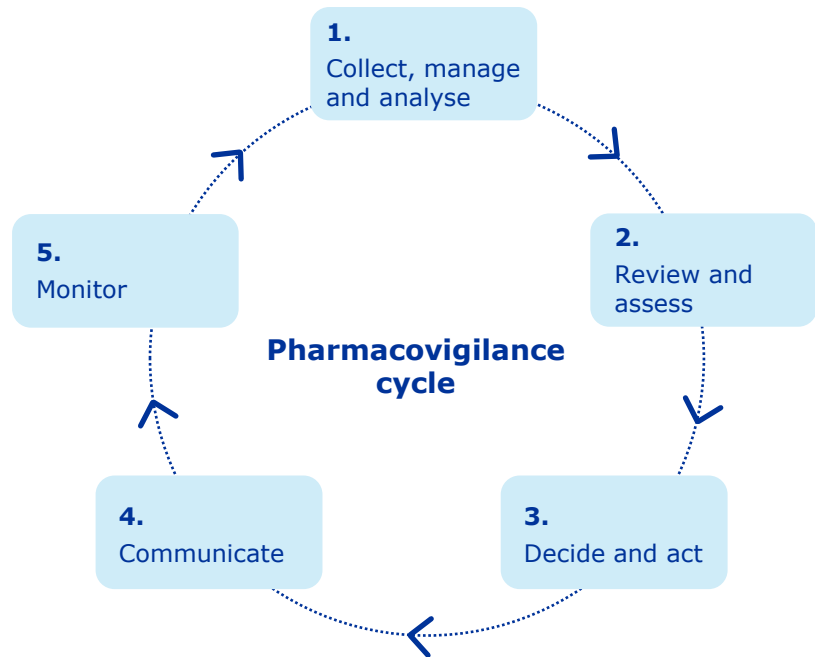 1.
Collect, manage
and analyse
2.
Review and
assess
3.
Decide and act
4.
Communicate
5.
Monitor
Pharmacovigilance
cycle